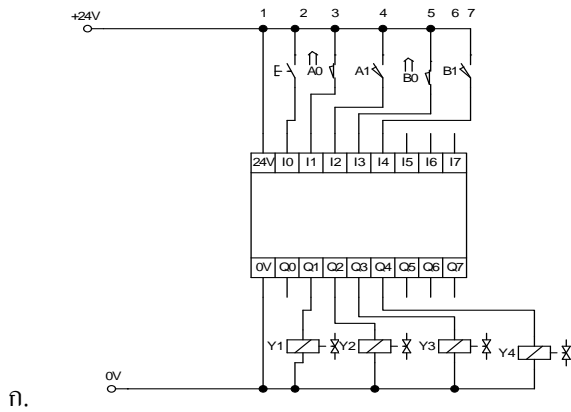 1 2 3 4 5 6 7
+24V
A0 A1 B0 B1
24V I0 I1 I2 I3 I4 I5 I6 I7
0V Q0 Q1 Q2 Q3 Q4 Q5 Q6 Q7
Y1 Y2 Y3 Y4
0V
ก.